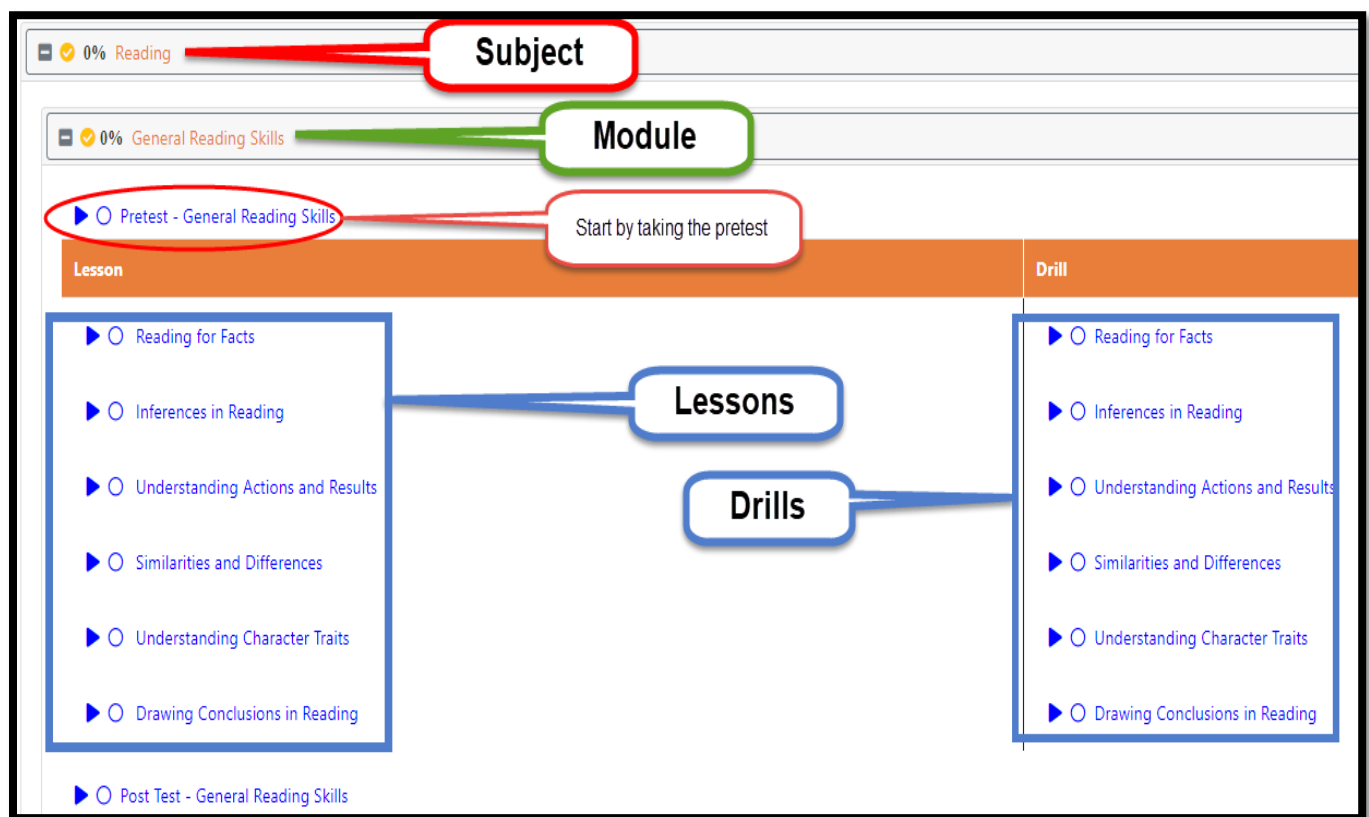 0% Reading
Subject
0% General Reading Skills
Module
Pretest - General Reading Skills
Start by taking the pretest
Lesson
Drill
Reading for Facts
Reading for Facts
Inferences in Reading
Lessons
Inferences in Reading
Understanding Actions and Results
Drills
Understanding Actions and Results
Similarities and Differences
Similarities and Differences
Understanding Character Traits
Understanding Character Traits
Drawing Conclusions in Reading
Drawing Conclusions in Reading
Post Test - General Reading Skills